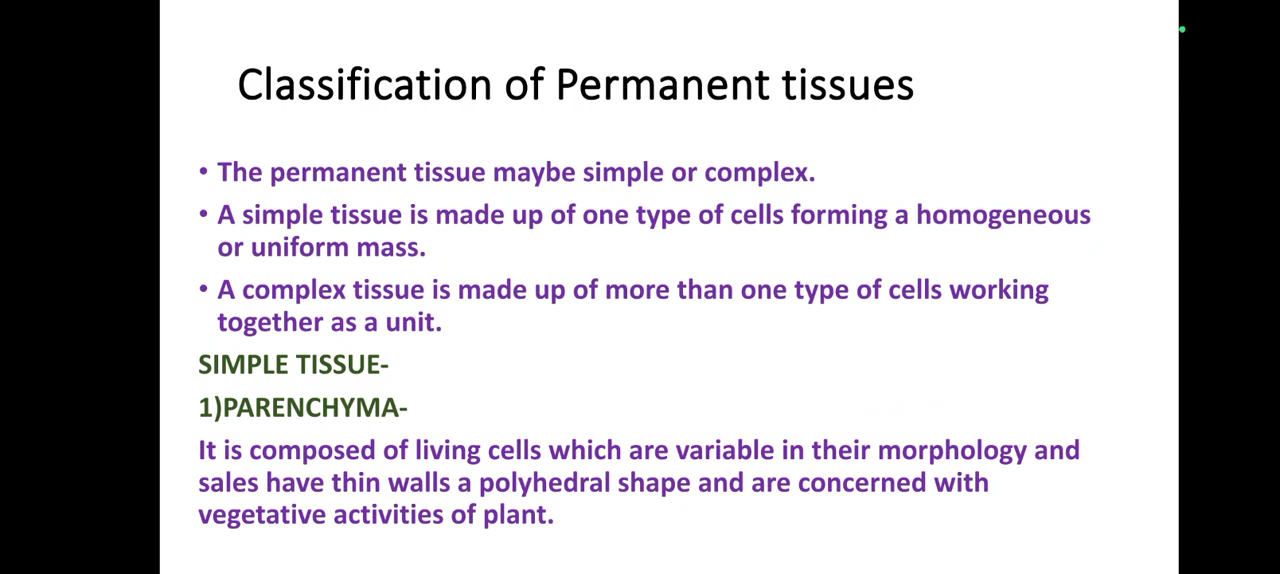 Classification of Permanent tissues
• The permanent tissue maybe simple or complex.
• A simple tissue is made up of one type of cells forming a homogeneous
or uniform mass.
• A complex tissue is made up of more than one type of cells working
together as a unit.
SIMPLE TISSUE-
1)PARENCHYMA-
It is composed of living cells which are variable in their morphology and
sales have thin walls a polyhedral shape and are concerned with
vegetative activities of plant.